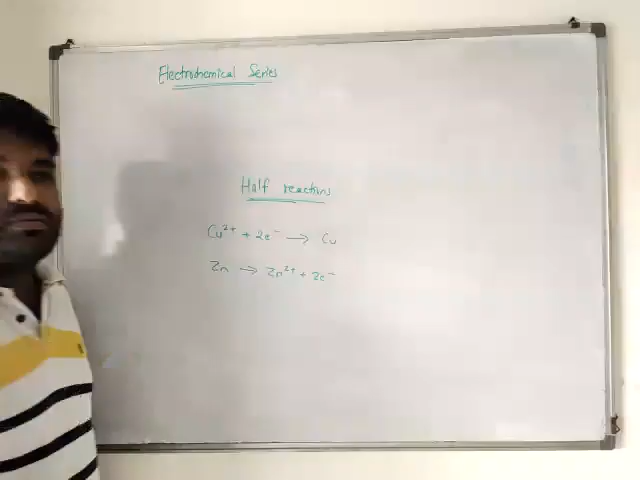 Electrochemical Series
Half reactions
Cu²⁺ + 2e⁻ → Cu
Zn → Zn²⁺ + 2e⁻